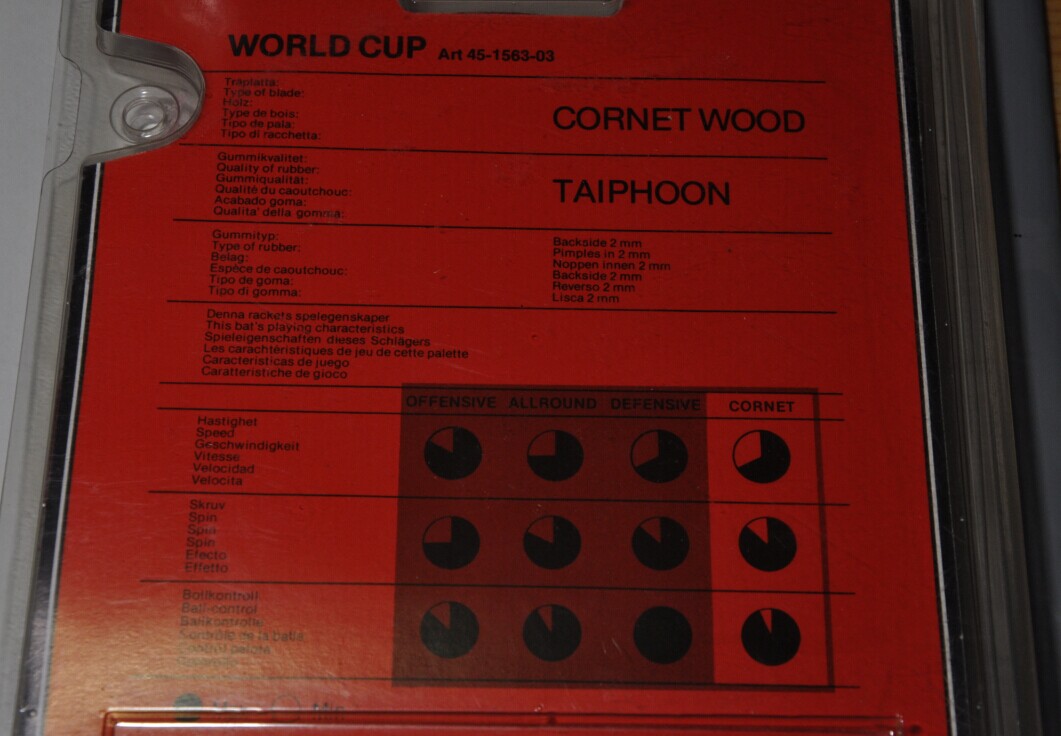 WORLD CUP Art 45-1563-03
Träplatta:
Type of blade:
Holz:
Type de bois:
Tipo de pala:
Tipo di racchetta:
CORNET WOOD
Gummikvalitet:
Quality of rubber:
Gummiqualität:
Qualité du caoutchouc:
Acabado goma:
Qualita' della gomma:
TAIPHOON
Gummityp:
Type of rubber:
Belag:
Espèce de caoutchouc:
Tipo de goma:
Tipo di gomma:
Backside 2 mm
Pimples in 2 mm
Noppen innen 2 mm
Backside 2 mm
Reverso 2 mm
Lisca 2 mm
Denna rackets spelegenskaper
This bat's playing characteristics
Spieleigenschaften dieses Schlägers
Les carachtéristiques de jeu de cette palette
Caracteristicas de juego
Caratteristiche de gioco
OFFENSIVE ALLROUND DEFENSIVE CORNET
Hastighet
Speed
Geschwindigkeit
Vitesse
Velocidad
Velocita
Skruv
Spin
Spin
Spin
Efecto
Effetto
Bollkontroll
Ball-control
Ballkontrolle
Contrôle de la balle
Control pelota
Max Min